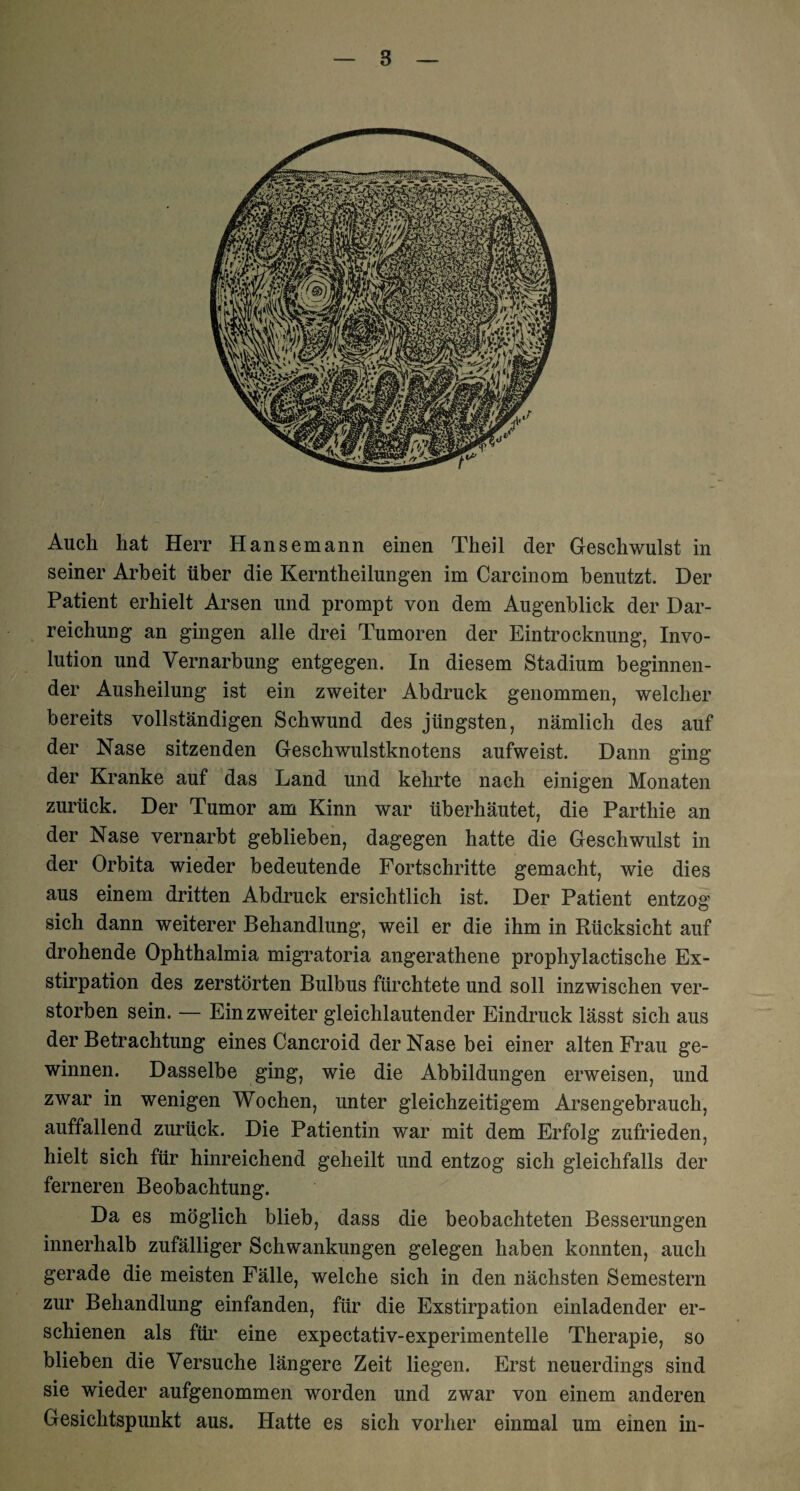 — 3 —
Auch hat Herr Hansemann einen Theil der Geschwulst in
seiner Arbeit über die Kerntheilungen im Carcinom benutzt. Der
Patient erhielt Arsen und prompt von dem Augenblick der Dar-
reichung an gingen alle drei Tumoren der Eintrocknung, Invo-
lution und Vernarbung entgegen. In diesem Stadium beginnen-
der Ausheilung ist ein zweiter Abdruck genommen, welcher
bereits vollständigen Schwund des jüngsten, nämlich des auf
der Nase sitzenden Geschwulstknotens aufweist. Dann ging
der Kranke auf das Land und kehrte nach einigen Monaten
zurück. Der Tumor am Kinn war überhäutet, die Parthie an
der Nase vernarbt geblieben, dagegen hatte die Geschwulst in
der Orbita wieder bedeutende Fortschritte gemacht, wie dies
aus einem dritten Abdruck ersichtlich ist. Der Patient entzog
sich dann weiterer Behandlung, weil er die ihm in Rücksicht auf
drohende Ophthalmia migratoria angerathene prophylactische Ex-
stirpation des zerstörten Bulbus fürchtete und soll inzwischen ver-
storben sein. — Ein zweiter gleichlautender Eindruck lässt sich aus
der Betrachtung eines Cancroid der Nase bei einer alten Frau ge-
winnen. Dasselbe ging, wie die Abbildungen erweisen, und
zwar in wenigen Wochen, unter gleichzeitigem Arsengebrauch,
auffallend zurück. Die Patientin war mit dem Erfolg zufrieden,
hielt sich für hinreichend geheilt und entzog sich gleichfalls der
ferneren Beobachtung.
Da es möglich blieb, dass die beobachteten Besserungen
innerhalb zufälliger Schwankungen gelegen haben konnten, auch
gerade die meisten Fälle, welche sich in den nächsten Semestern
zur Behandlung einfanden, für die Exstirpation einladender er-
schienen als für eine expectativ-experimentelle Therapie, so
blieben die Versuche längere Zeit liegen. Erst neuerdings sind
sie wieder aufgenommen worden und zwar von einem anderen
Gesichtspunkt aus. Hatte es sich vorher einmal um einen in-